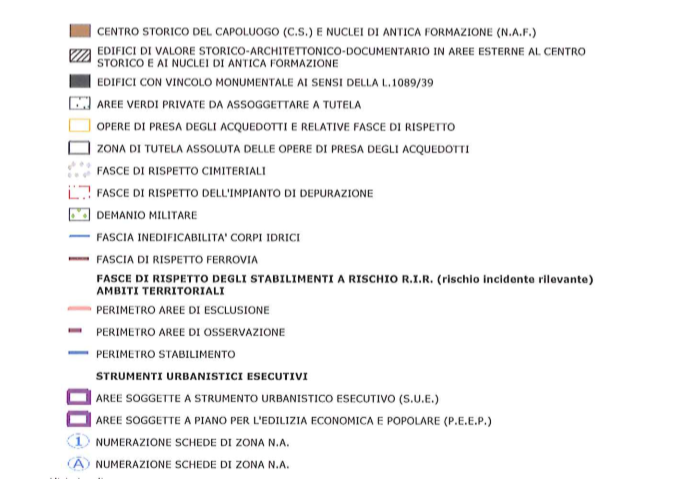 CENTRO STORICO DEL CAPOLUOGO (C.S.) E NUCLEI DI ANTICA FORMAZIONE (N.A.F.)
EDIFICI DI VALORE STORICO-ARCHITETTONICO-DOCUMENTARIO IN AREE ESTERNE AL CENTRO
STORICO E AI NUCLEI DI ANTICA FORMAZIONE
EDIFICI CON VINCOLO MONUMENTALE AI SENSI DELLA L.1089/39
AREE VERDI PRIVATE DA ASSOGGETTARE A TUTELA
OPERE DI PRESA DEGLI ACQUEDOTTI E RELATIVE FASCE DI RISPETTO
ZONA DI TUTELA ASSOLUTA DELLE OPERE DI PRESA DEGLI ACQUEDOTTI
FASCE DI RISPETTO CIMITERIALI
FASCE DI RISPETTO DELL'IMPIANTO DI DEPURAZIONE
DEMANIO MILITARE
FASCIA INEDIFICABILITA' CORPI IDRICI
FASCIA DI RISPETTO FERROVIA
FASCE DI RISPETTO DEGLI STABILIMENTI A RISCHIO R.I.R. (rischio incidente rilevante)
AMBITI TERRITORIALI
PERIMETRO AREE DI ESCLUSIONE
PERIMETRO AREE DI OSSERVAZIONE
PERIMETRO STABILIMENTO
STRUMENTI URBANISTICI ESECUTIVI
AREE SOGGETTE A STRUMENTO URBANISTICO ESECUTIVO (S.U.E.)
AREE SOGGETTE A PIANO PER L'EDILIZIA ECONOMICA E POPOLARE (P.E.E.P.)
1 NUMERAZIONE SCHEDE DI ZONA N.A.
A NUMERAZIONE SCHEDE DI ZONA N.A.